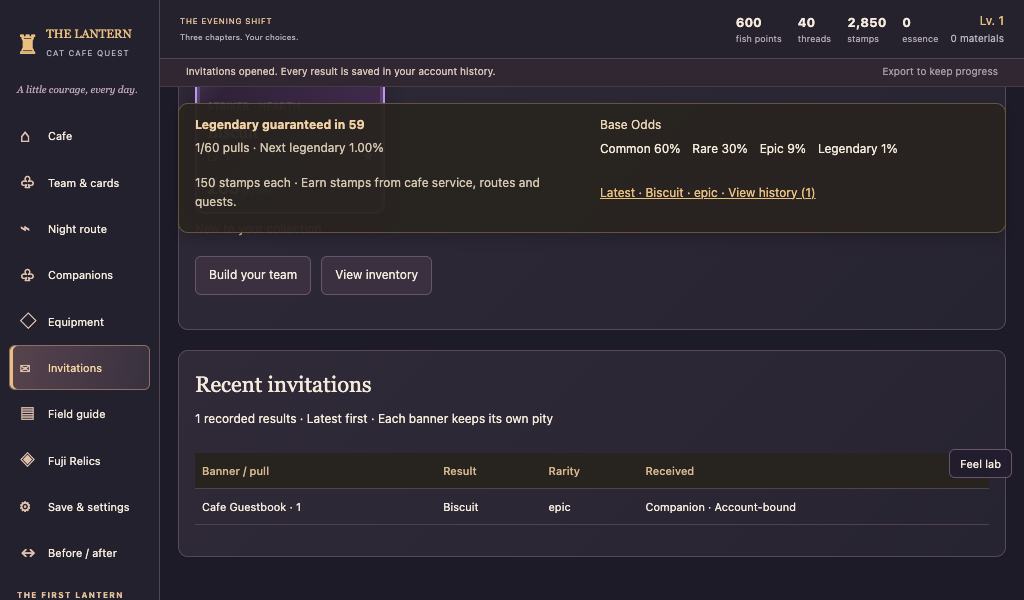 THE LANTERN
CAT CAFE QUEST
A little courage, every day.
Cafe
Team & cards
Night route
Companions
Equipment
Invitations
Field guide
Fuji Relics
Save & settings
Before / after
THE FIRST LANTERN
THE EVENING SHIFT
Three chapters. Your choices.
600
fish points
40
threads
2,850
stamps
0
essence
Lv. 1
0 materials
Invitations opened. Every result is saved in your account history.
Export to keep progress
Legendary guaranteed in 59
1/60 pulls · Next legendary 1.00%
150 stamps each · Earn stamps from cafe service, routes and
quests.
Base Odds
Common 60% Rare 30% Epic 9% Legendary 1%
Latest · Biscuit · epic · View history (1)
Build your team
View inventory
Recent invitations
1 recorded results · Latest first · Each banner keeps its own pity
Banner / pull Result Rarity Received
Cafe Guestbook · 1 Biscuit epic Companion · Account-bound
Feel lab